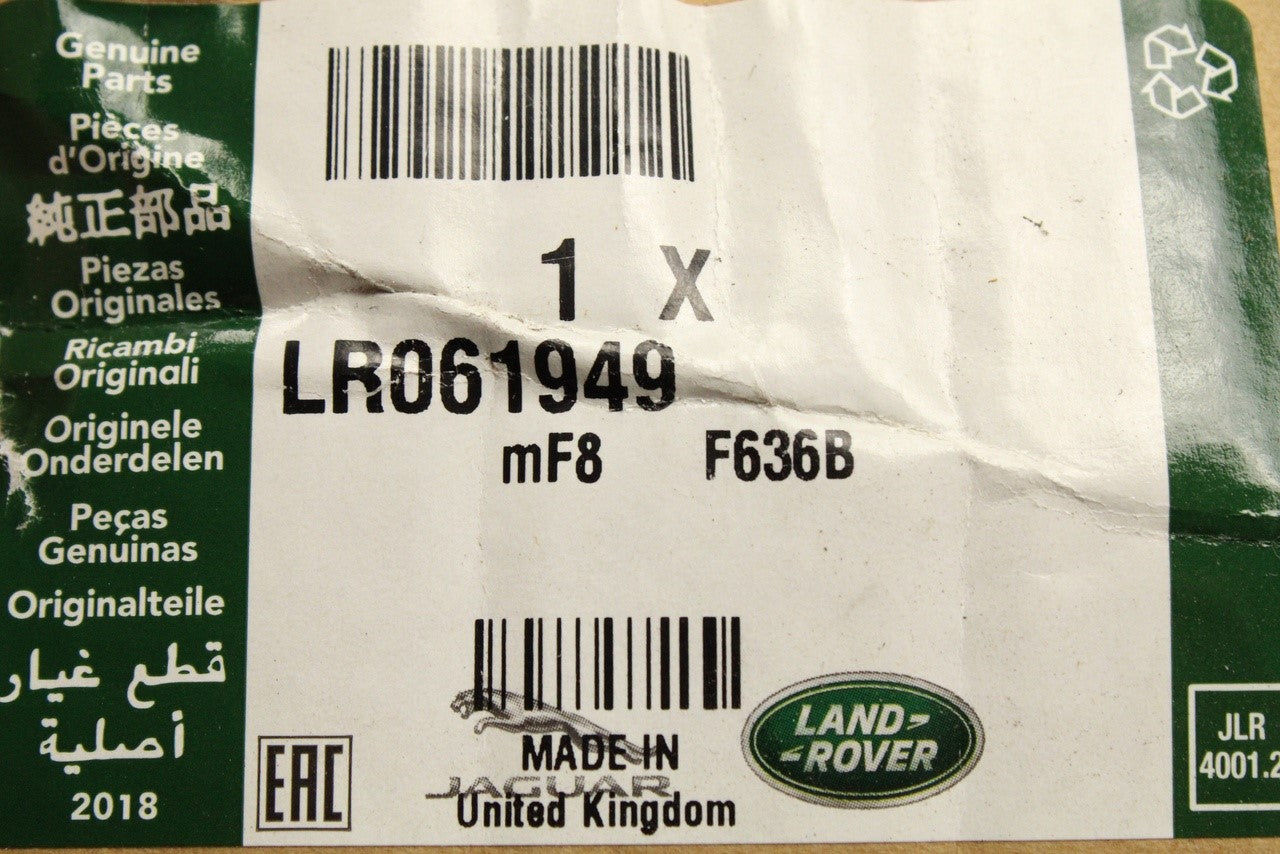 Genuine
Parts
Pièces
d'Origine
純正部品
Piezas
Originales
Ricambi
Originali
Originele
Onderdelen
Peças
Genuinas
Originalteile
قطع غيار
أصلية
2018
1 X
LR061949
mF8 F636B
MADE IN
JAGUAR
United Kingdom
EAC
LAND-
-ROVER
JLR
4001.2